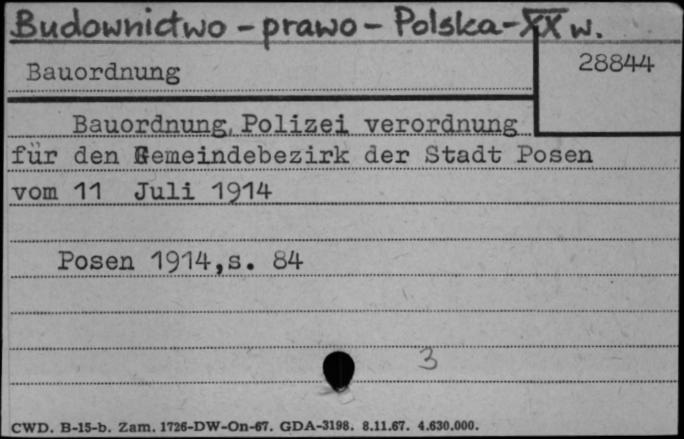 Budownictwo - prawo - Polska - XX w.
Bauordnung
28844
Bauordnung, Polizei verordnung
für den Gemeindebezirk der Stadt Posen
vom 11 Juli 1914
Posen 1914,s. 84
3
CWD. B-15-b. Zam. 1726-DW-On-67. GDA-3198. 8.11.67. 4.630.000.